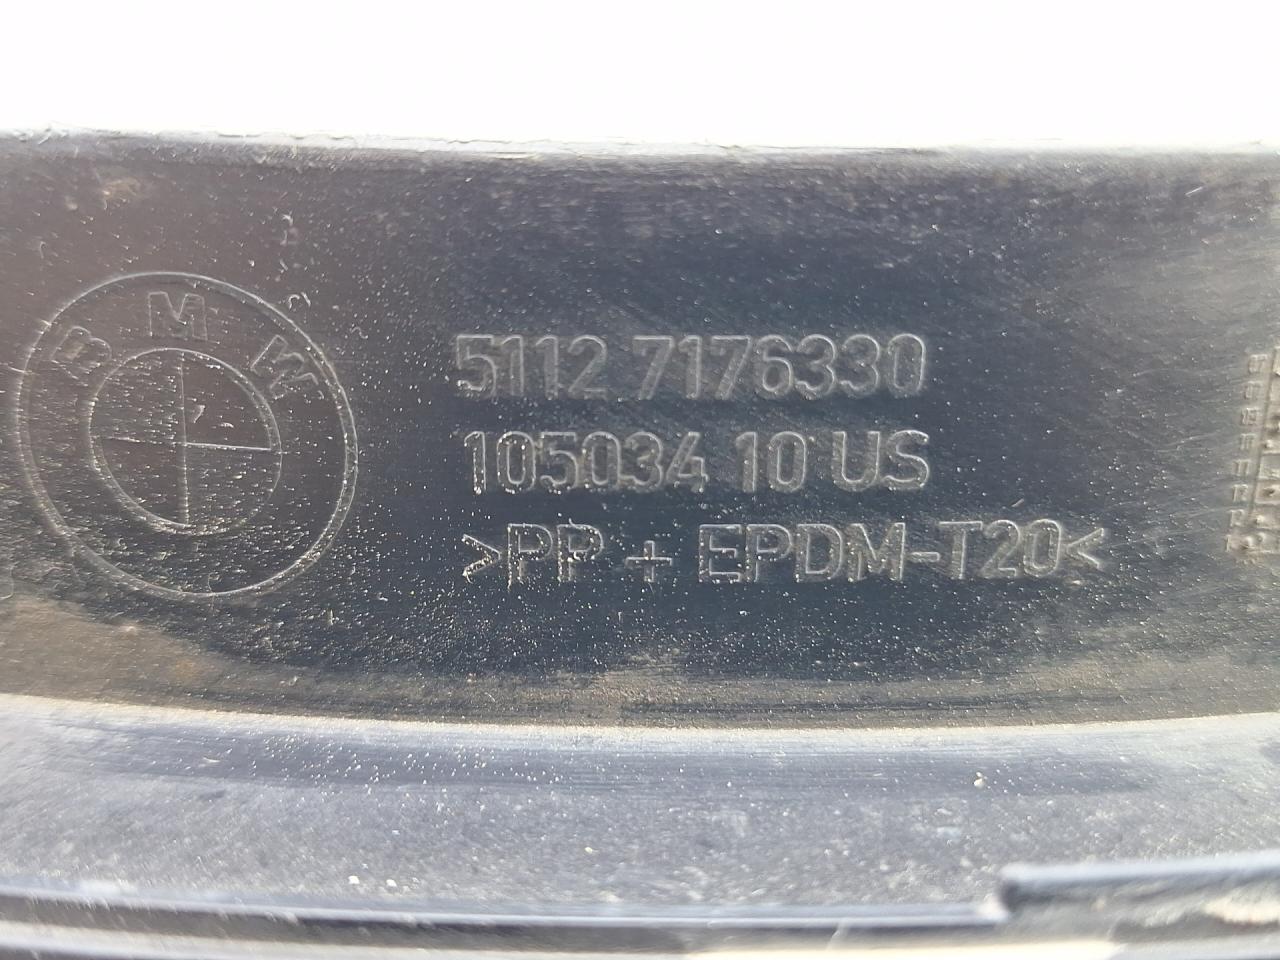 BMW
5112 7176330
105034 10 US
>PP + EPDM-T20<